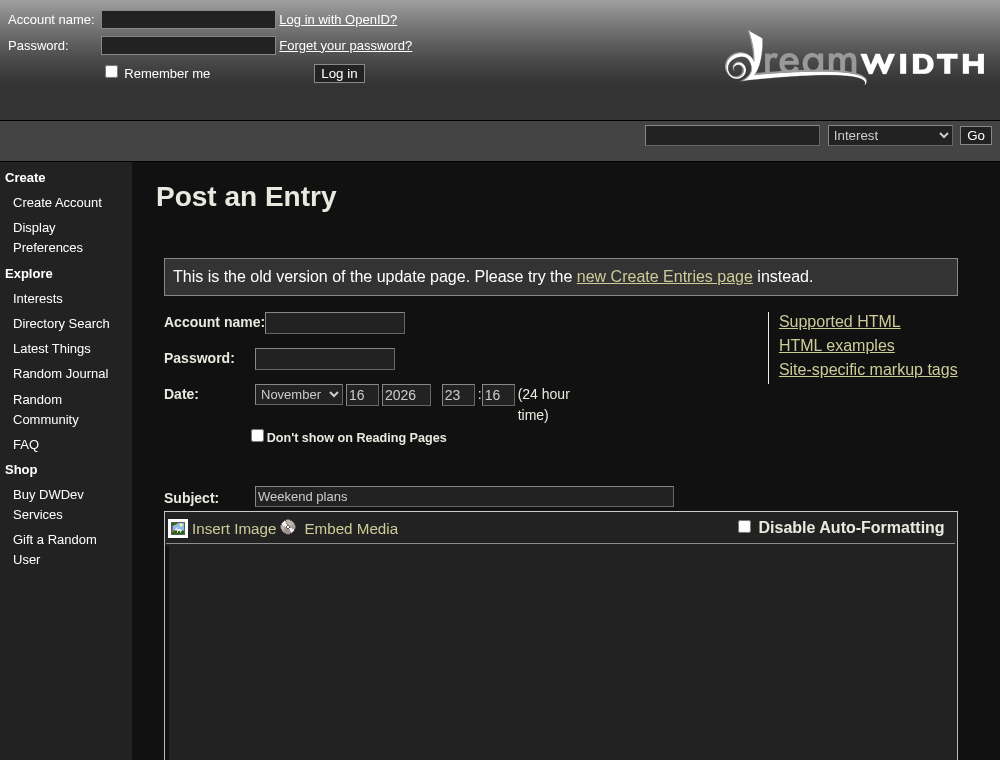 Account name: Log in with OpenID?
Password: Forget your password?
Remember me Log in
dreamwidth
Interest Go
Create
Create Account
Display
Preferences
Explore
Interests
Directory Search
Latest Things
Random Journal
Random
Community
FAQ
Shop
Buy DWDev
Services
Gift a Random
User
Post an Entry
This is the old version of the update page. Please try the new Create Entries page instead.
Account name:
Password:
Date: November 16 2026 23 : 16 (24 hour
time)
Don't show on Reading Pages
Supported HTML
HTML examples
Site-specific markup tags
Subject: Weekend plans
Insert Image Embed Media Disable Auto-Formatting